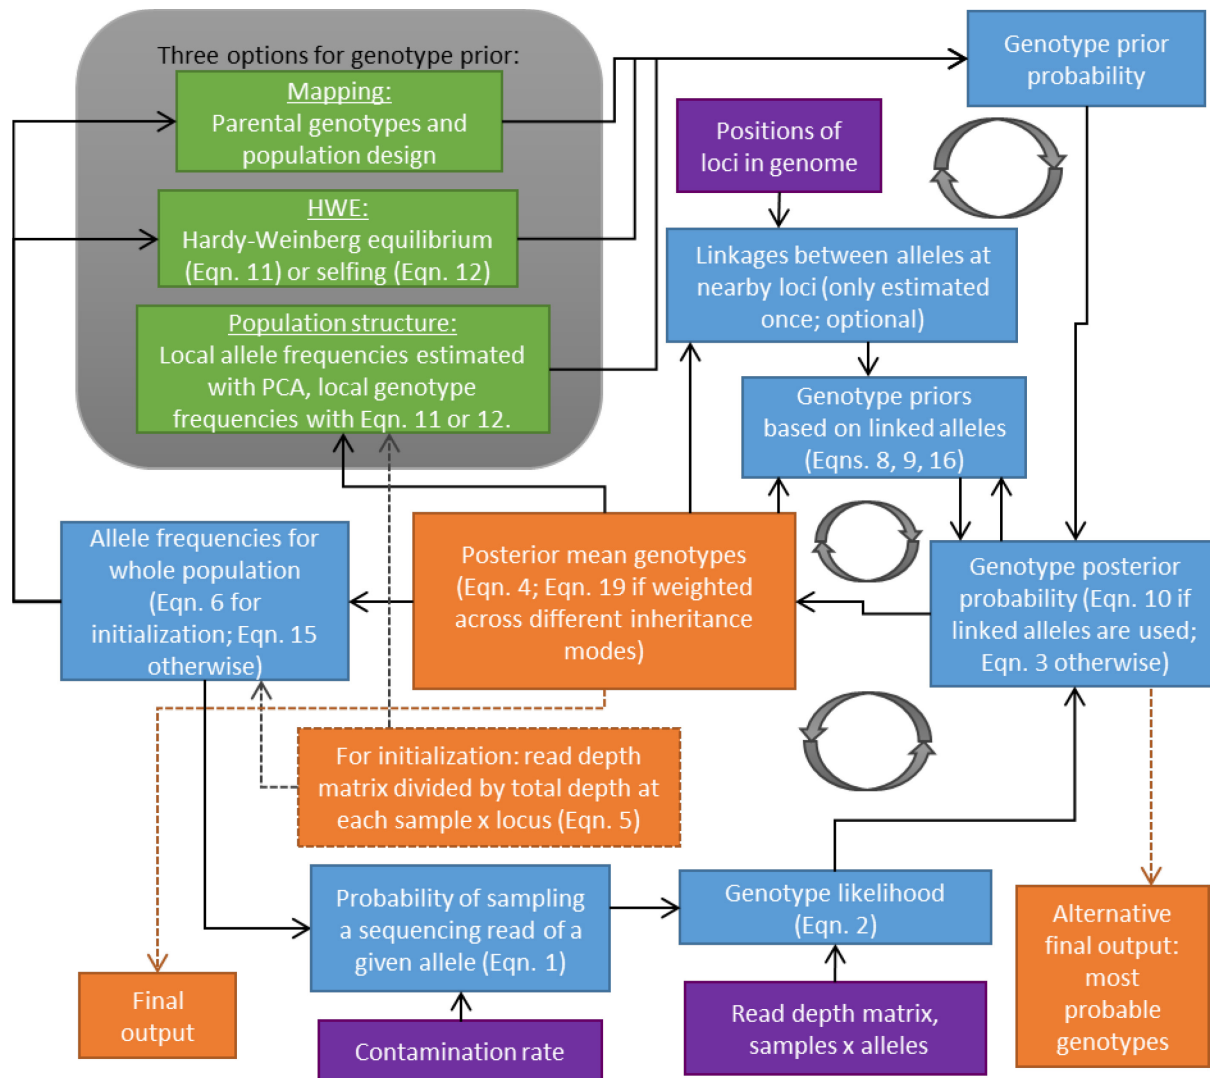 Three options for genotype prior:
Mapping:
Parental genotypes and
population design
HWE:
Hardy-Weinberg equilibrium
(Eqn. 11) or selfing (Eqn. 12)
Population structure:
Local allele frequencies estimated
with PCA, local genotype
frequencies with Eqn. 11 or 12.
Genotype prior
probability
Positions of
loci in genome
Linkages between alleles at
nearby loci (only estimated
once; optional)
Genotype priors
based on linked alleles
(Eqns. 8, 9, 16)
Allele frequencies for
whole population
(Eqn. 6 for
initialization; Eqn. 15
otherwise)
Posterior mean genotypes
(Eqn. 4; Eqn. 19 if weighted
across different inheritance
modes)
Genotype posterior
probability (Eqn. 10 if
linked alleles are used;
Eqn. 3 otherwise)
For initialization: read depth
matrix divided by total depth at
each sample x locus (Eqn. 5)
Probability of sampling
a sequencing read of a
given allele (Eqn. 1)
Genotype likelihood
(Eqn. 2)
Alternative
final output:
most
probable
genotypes
Final
output
Contamination rate
Read depth matrix,
samples x alleles